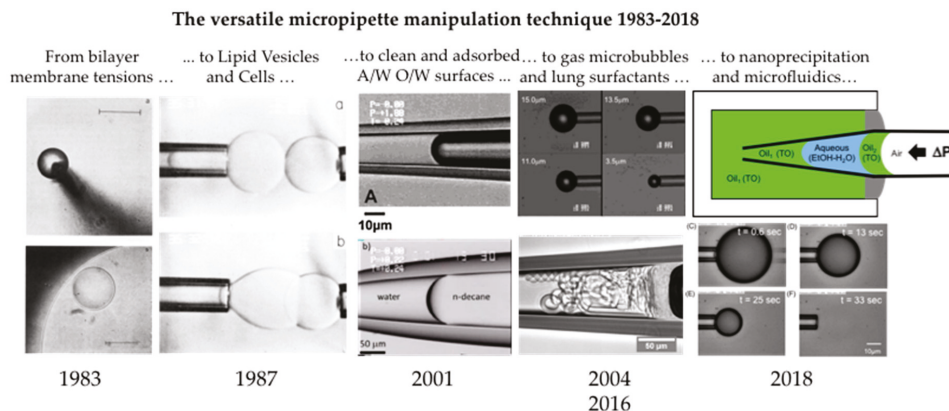 The versatile micropipette manipulation technique 1983-2018
From bilayer
membrane tensions …
... to Lipid Vesicles
and Cells …
…to clean and adsorbed
A/W O/W surfaces ...
… to gas microbubbles
and lung surfactants …
… to nanoprecipitation
and microfluidics…
a
a
b
A
10μm
b)
water
n-decane
50 μm
15.0μm
13.5μm
11.0μm
3.5μm
50 μm
Oil₁ (TO)
Oil₁ (TO)
Aqueous
(EtOH-H₂O)
Oil₂
(TO)
Air
ΔP
(C)
t = 0.6 sec
(D)
t = 13 sec
(E)
t = 25 sec
(F)
t = 33 sec
10μm
1983
1987
2001
2004
2016
2018